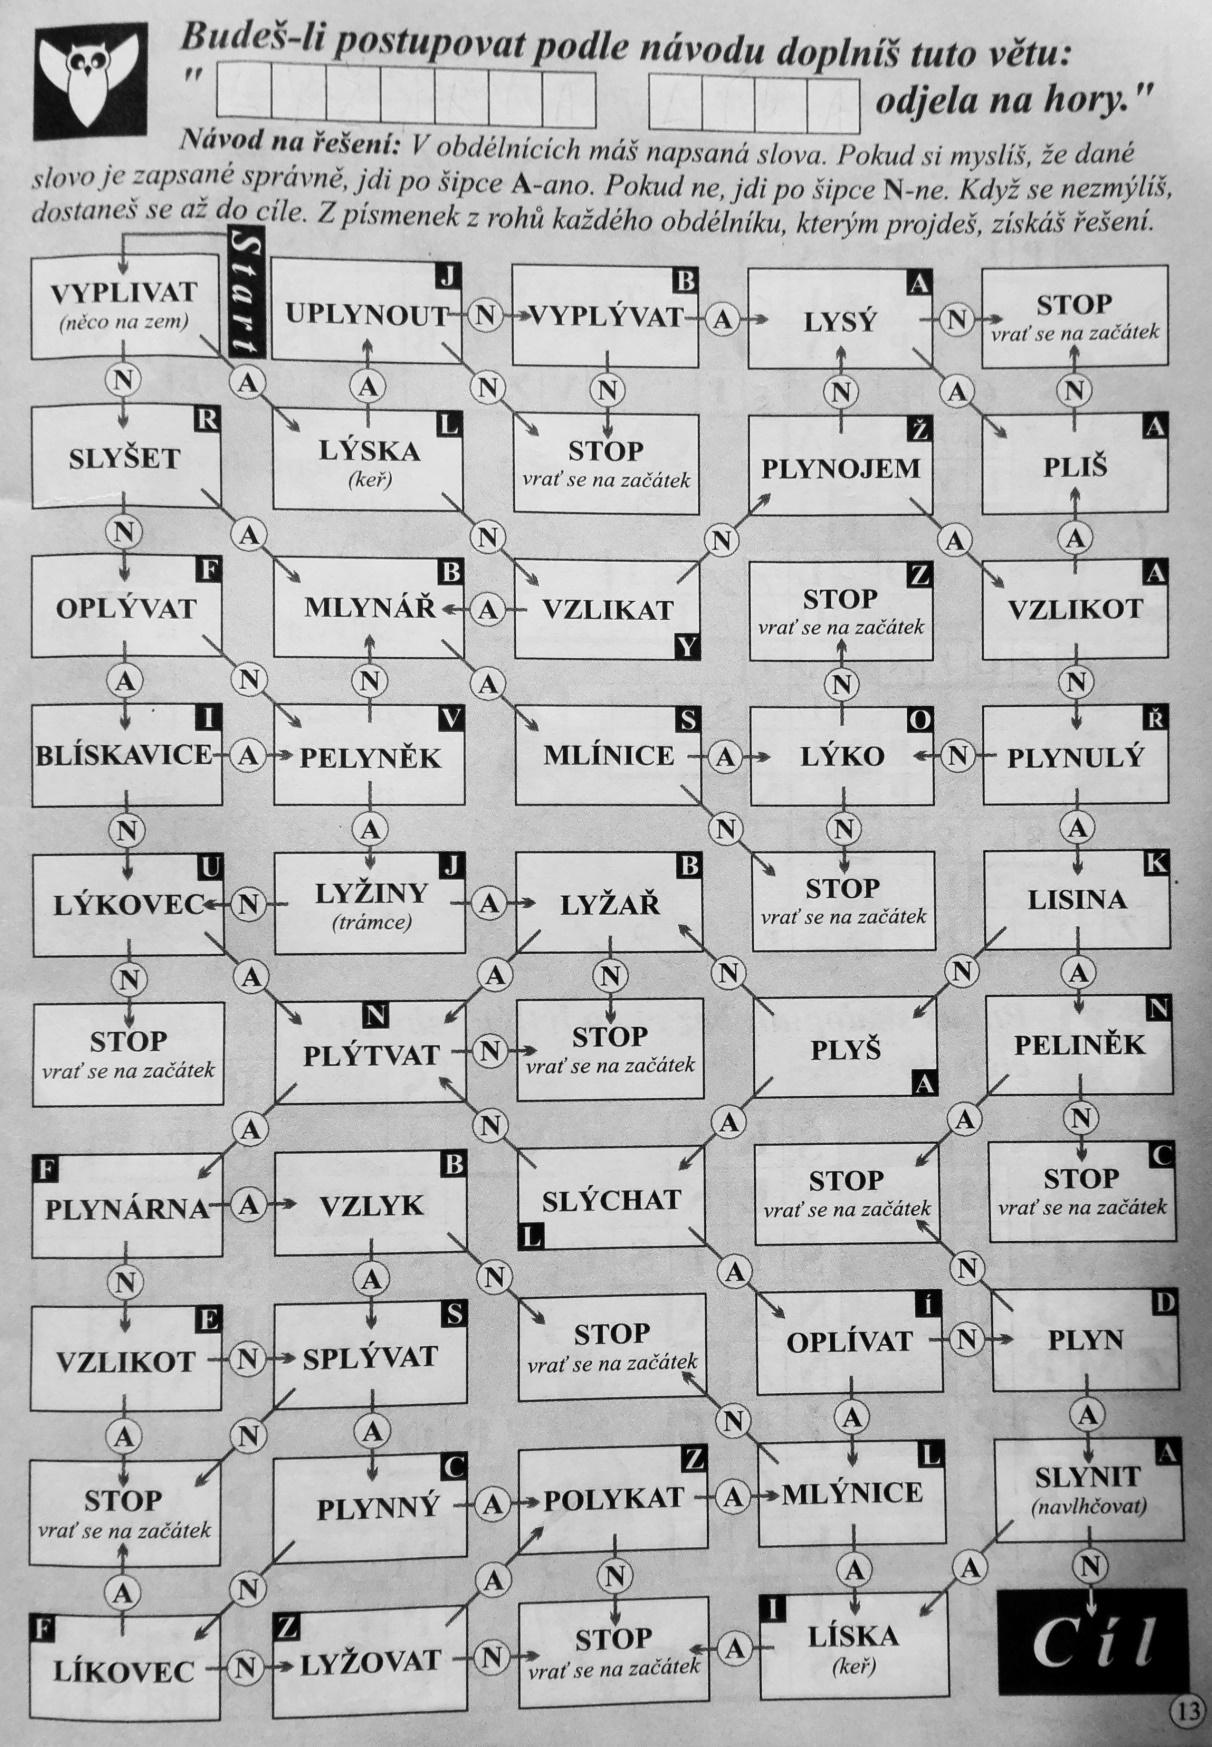 Budeš-li postupovat podle návodu doplníš tuto větu:
" odjela na hory."
Návod na řešení: V obdélnících máš napsaná slova. Pokud si myslíš, že dané
slovo je zapsané správně, jdi po šipce A-ano. Pokud ne, jdi po šipce N-ne. Když se nezmýlíš,
dostaneš se až do cíle. Z písmenek z rohů každého obdélníku, kterým projdeš, získáš řešení.
Start
VYPLIVAT
(něco na zem)
J
UPLYNOUT
N
B
VYPLÝVAT
A
A
LYSÝ
N
STOP
vrať se na začátek
N
A
A
N
N
N
A
N
R
SLYŠET
L
LÝSKA
(keř)
STOP
vrať se na začátek
Ž
PLYNOJEM
A
PLIŠ
N
A
N
N
A
A
F
OPLÝVAT
B
MLYNÁŘ
A
VZLIKAT
Y
Z
STOP
vrať se na začátek
A
VZLIKOT
A
N
N
A
N
N
I
BLÍSKAVICE
A
V
PELYNĚK
S
MLÍNICE
A
O
LÝKO
N
Ř
PLYNULÝ
N
A
N
N
A
U
LÝKOVEC
N
J
LYŽINY
(trámce)
A
B
LYŽAŘ
STOP
vrať se na začátek
K
LISINA
N
A
A
N
N
N
A
STOP
vrať se na začátek
N
PLÝTVAT
N
STOP
vrať se na začátek
PLYŠ
A
N
PELINĚK
A
N
A
A
N
F
PLYNÁRNA
A
B
VZLYK
SLÝCHAT
L
STOP
vrať se na začátek
C
STOP
vrať se na začátek
N
A
N
A
N
E
VZLIKOT
N
S
SPLÝVAT
STOP
vrať se na začátek
Í
OPLÍVAT
N
D
PLYN
A
N
A
N
A
A
STOP
vrať se na začátek
C
PLYNNÝ
A
Z
POLYKAT
A
L
MLÝNICE
A
SLYNIT
(navlhčovat)
A
N
A
N
A
A
N
F
LÍKOVEC
N
Z
LYŽOVAT
N
STOP
vrať se na začátek
A
I
LÍSKA
(keř)
Cíl
13